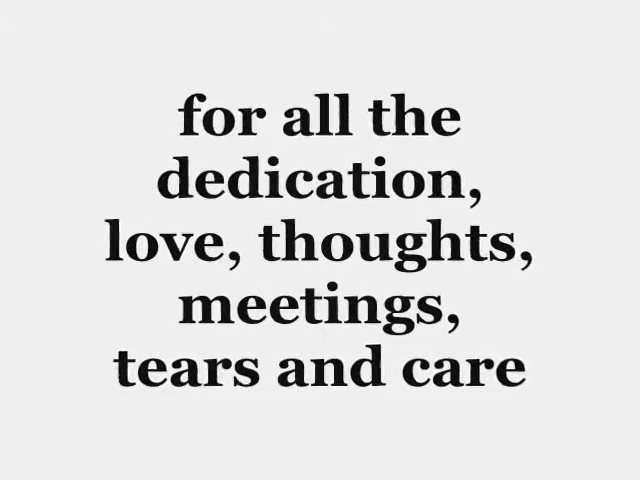 for all the
dedication,
love, thoughts,
meetings,
tears and care